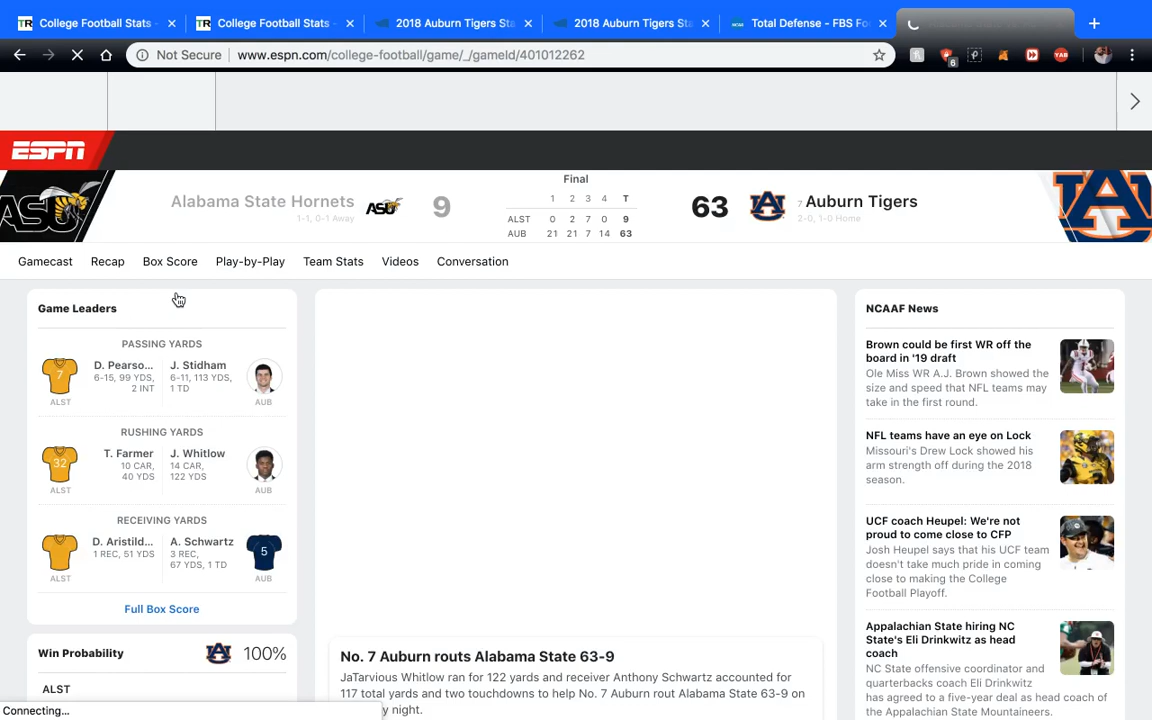 College Football Stats
College Football Stats
2018 Auburn Tigers Sta
2018 Auburn Tigers Sta
Total Defense - FBS Fo
Not Secure
www.espn.com/college-football/game/_/gameId/401012262
6
YAB
ESPN
Final
ASU
Alabama State Hornets
1-1, 0-1 Away
ASU
9
1 2 3 4 T
ALST 0 2 7 0 9
AUB 21 21 7 14 63
63
7 Auburn Tigers
2-0, 1-0 Home
Gamecast
Recap
Box Score
Play-by-Play
Team Stats
Videos
Conversation
Game Leaders
PASSING YARDS
7
ALST
D. Pearso...
6-15, 99 YDS,
2 INT
J. Stidham
6-11, 113 YDS,
1 TD
AUB
RUSHING YARDS
32
ALST
T. Farmer
10 CAR,
40 YDS
J. Whitlow
14 CAR,
122 YDS
AUB
RECEIVING YARDS
ALST
D. Aristild...
1 REC, 51 YDS
A. Schwartz
3 REC,
67 YDS, 1 TD
5
AUB
Full Box Score
Win Probability
100%
ALST
Connecting...
No. 7 Auburn routs Alabama State 63-9
JaTarvious Whitlow ran for 122 yards and receiver Anthony Schwartz accounted for
117 total yards and two touchdowns to help No. 7 Auburn rout Alabama State 63-9 on
y night.
NCAAF News
Brown could be first WR off the
board in '19 draft
Ole Miss WR A.J. Brown showed the
size and speed that NFL teams may
take in the first round.
NFL teams have an eye on Lock
Missouri's Drew Lock showed his
arm strength off during the 2018
season.
UCF coach Heupel: We're not
proud to come close to CFP
Josh Heupel says that his UCF team
doesn't take much pride in coming
close to making the College
Football Playoff.
Appalachian State hiring NC
State's Eli Drinkwitz as head
coach
NC State offensive coordinator and
quarterbacks coach Eli Drinkwitz
has agreed to a five-year deal as head coach of
the Appalachian State Mountaineers.